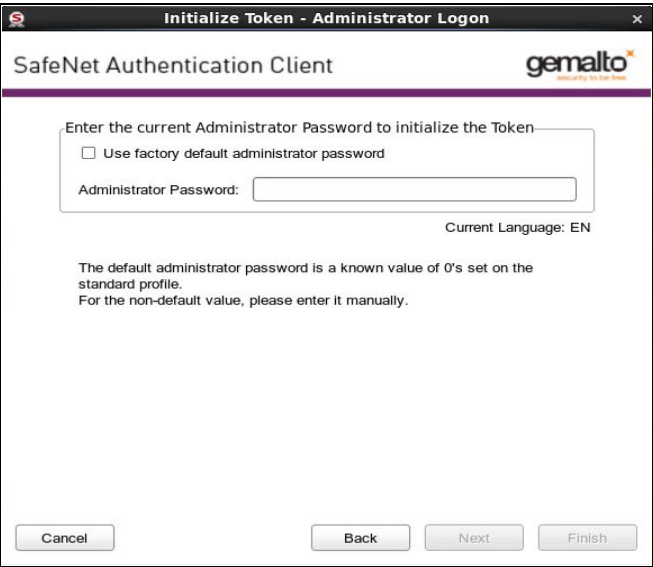 Initialize Token - Administrator Logon
SafeNet Authentication Client
gemalto
security to be free
Enter the current Administrator Password to initialize the Token
Use factory default administrator password
Administrator Password:
Current Language: EN
The default administrator password is a known value of 0's set on the
standard profile.
For the non-default value, please enter it manually.
Cancel
Back
Next
Finish